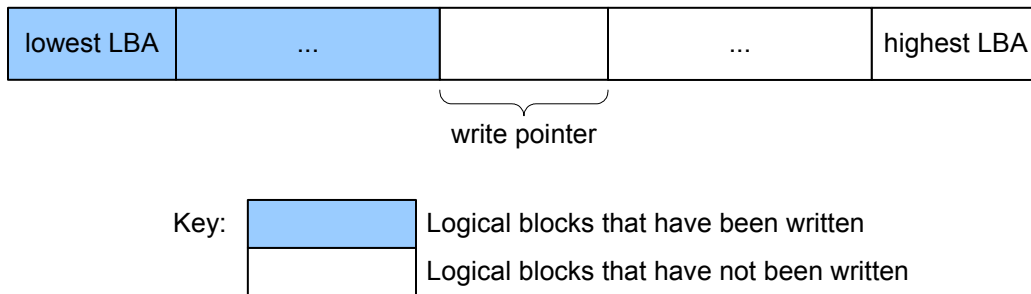 lowest LBA ... ... highest LBA
write pointer
Key: Logical blocks that have been written
Logical blocks that have not been written